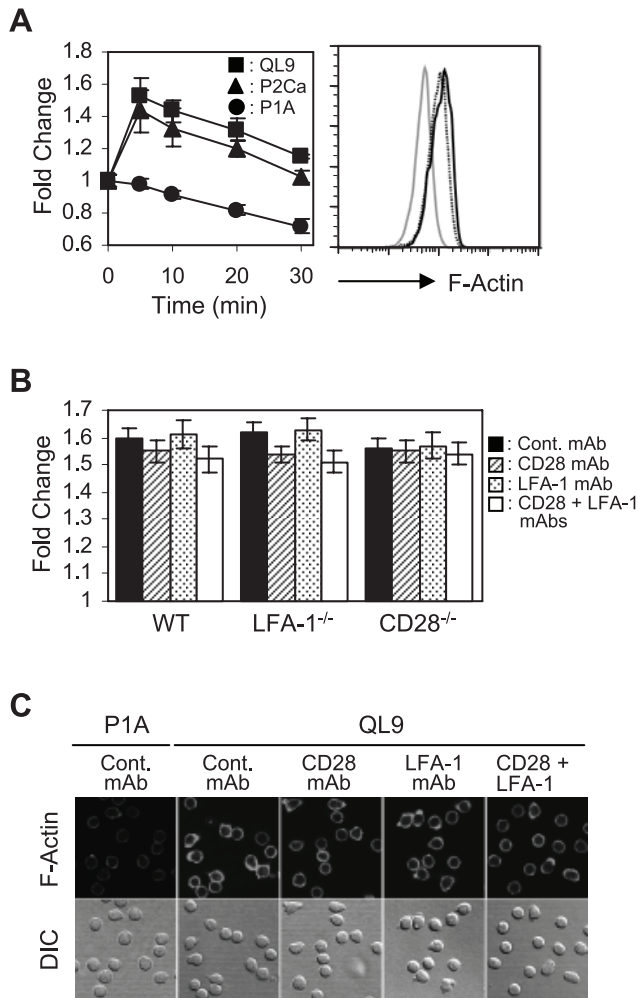 A
Fold Change
1.8
1.6
1.4
1.2
1
0.8
0.6
0
10
20
30
Time (min)
: QL9
: P2Ca
: P1A
F-Actin
B
Fold Change
1.7
1.6
1.5
1.4
1.3
1.2
1.1
1
WT
LFA-1-/-
CD28-/-
: Cont. mAb
: CD28 mAb
: LFA-1 mAb
: CD28 + LFA-1
mAbs
C
P1A
QL9
Cont.
mAb
Cont.
mAb
CD28
mAb
LFA-1
mAb
CD28 +
LFA-1
F-Actin
DIC